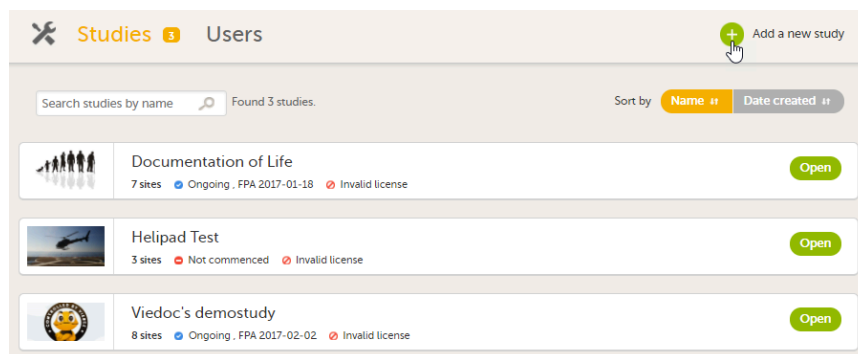 Studies 3 Users Add a new study
Search studies by name Found 3 studies. Sort by Name Date created
Documentation of Life
7 sites Ongoing , FPA 2017-01-18 Invalid license
Open
Helipad Test
3 sites Not commenced Invalid license
Open
Viedoc's demostudy
8 sites Ongoing , FPA 2017-02-02 Invalid license
Open